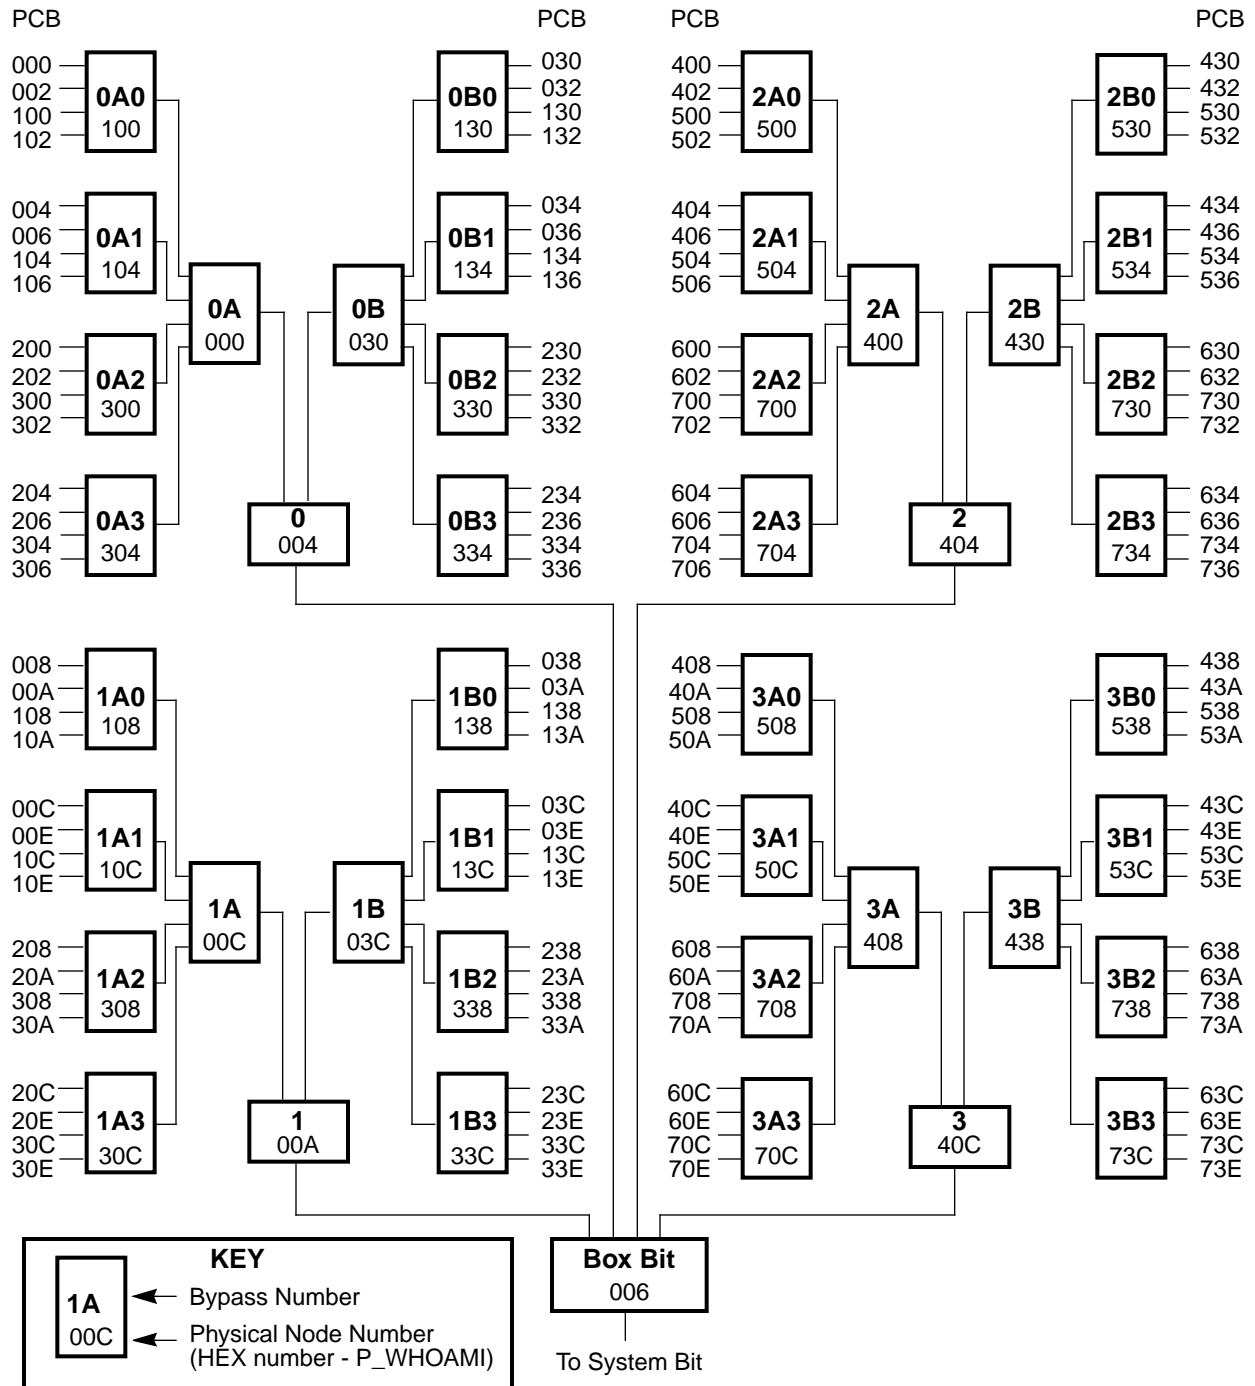 PCB PCB PCB PCB
000
002
100
102
0A0
100
0B0
130
030
032
130
132
400
402
500
502
2A0
500
2B0
530
430
432
530
532
004
006
104
106
0A1
104
0B1
134
034
036
134
136
404
406
504
506
2A1
504
2B1
534
434
436
534
536
0A
000
0B
030
2A
400
2B
430
200
202
300
302
0A2
300
0B2
330
230
232
330
332
600
602
700
702
2A2
700
2B2
730
630
632
730
732
204
206
304
306
0A3
304
0
004
0B3
334
234
236
334
336
604
606
704
706
2A3
704
2
404
2B3
734
634
636
734
736
008
00A
108
10A
1A0
108
1B0
138
038
03A
138
13A
408
40A
508
50A
3A0
508
3B0
538
438
43A
538
53A
00C
00E
10C
10E
1A1
10C
1B1
13C
03C
03E
13C
13E
40C
40E
50C
50E
3A1
50C
3B1
53C
43C
43E
53C
53E
1A
00C
1B
03C
3A
408
3B
438
208
20A
308
30A
1A2
308
1B2
338
238
23A
338
33A
608
60A
708
70A
3A2
708
3B2
738
638
63A
738
73A
20C
20E
30C
30E
1A3
30C
1
00A
1B3
33C
23C
23E
33C
33E
60C
60E
70C
70E
3A3
70C
3
40C
3B3
73C
63C
63E
73C
73E
KEY
1A
00C
Bypass Number
Physical Node Number
(HEX number - P_WHOAMI)
Box Bit
006
To System Bit